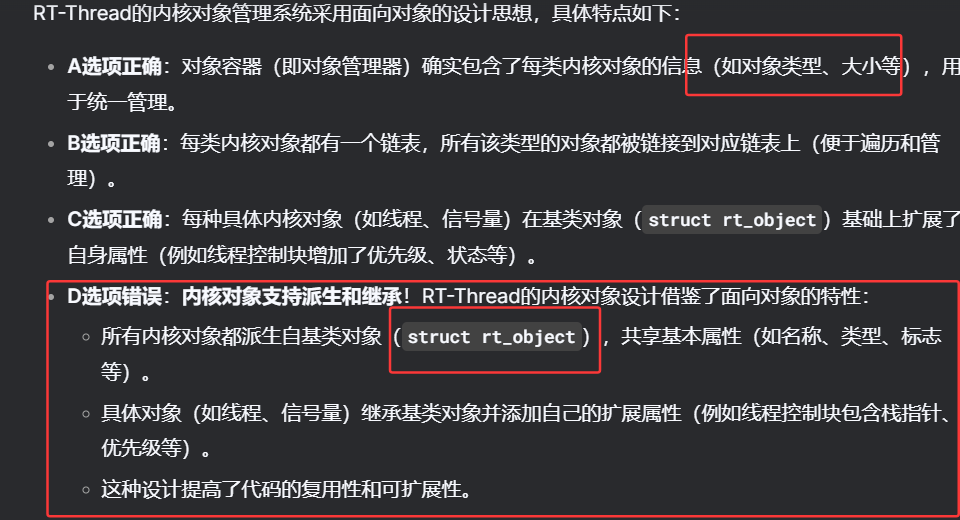 RT-Thread的内核对象管理系统采用面向对象的设计思想，具体特点如下：
• A选项正确：对象容器（即对象管理器）确实包含了每类内核对象的信息（如对象类型、大小等），用
于统一管理。
• B选项正确：每类内核对象都有一个链表，所有该类型的对象都被链接到对应链表上（便于遍历和管
理）。
• C选项正确：每种具体内核对象（如线程、信号量）在基类对象（struct rt_object）基础上扩展了
自身属性（例如线程控制块增加了优先级、状态等）。
• D选项错误：内核对象支持派生和继承！RT-Thread的内核对象设计借鉴了面向对象的特性：
◦ 所有内核对象都派生自基类对象（struct rt_object），共享基本属性（如名称、类型、标志
等）。
◦ 具体对象（如线程、信号量）继承基类对象并添加自己的扩展属性（例如线程控制块包含栈指针、
优先级等）。
◦ 这种设计提高了代码的复用性和可扩展性。